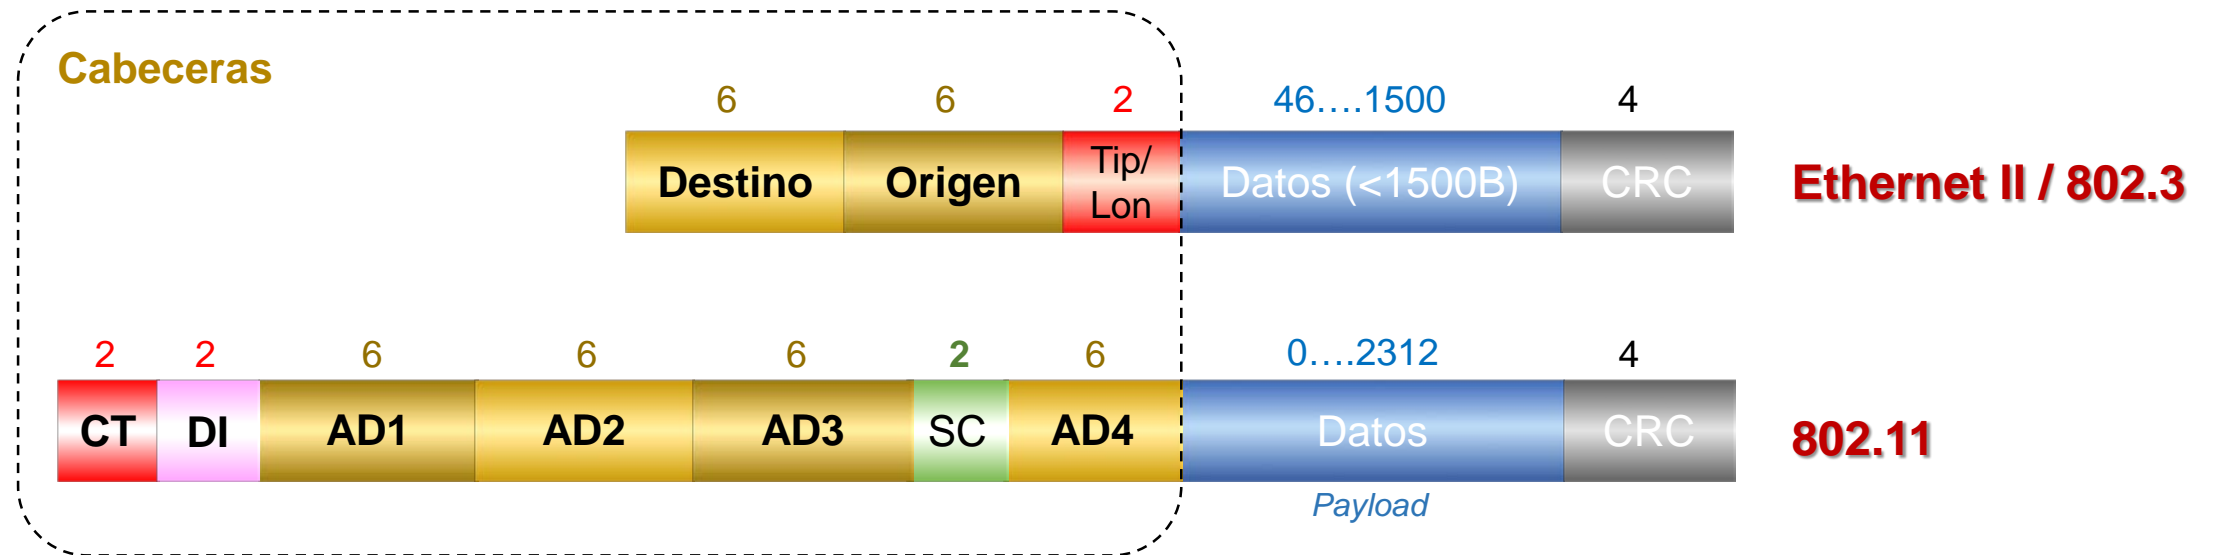 Cabeceras
6 6 2 46....1500 4
Destino Origen Tip/ Lon Datos (<1500B) CRC Ethernet II / 802.3
2 2 6 6 6 2 6 0....2312 4
CT DI AD1 AD2 AD3 SC AD4 Datos CRC 802.11
Payload